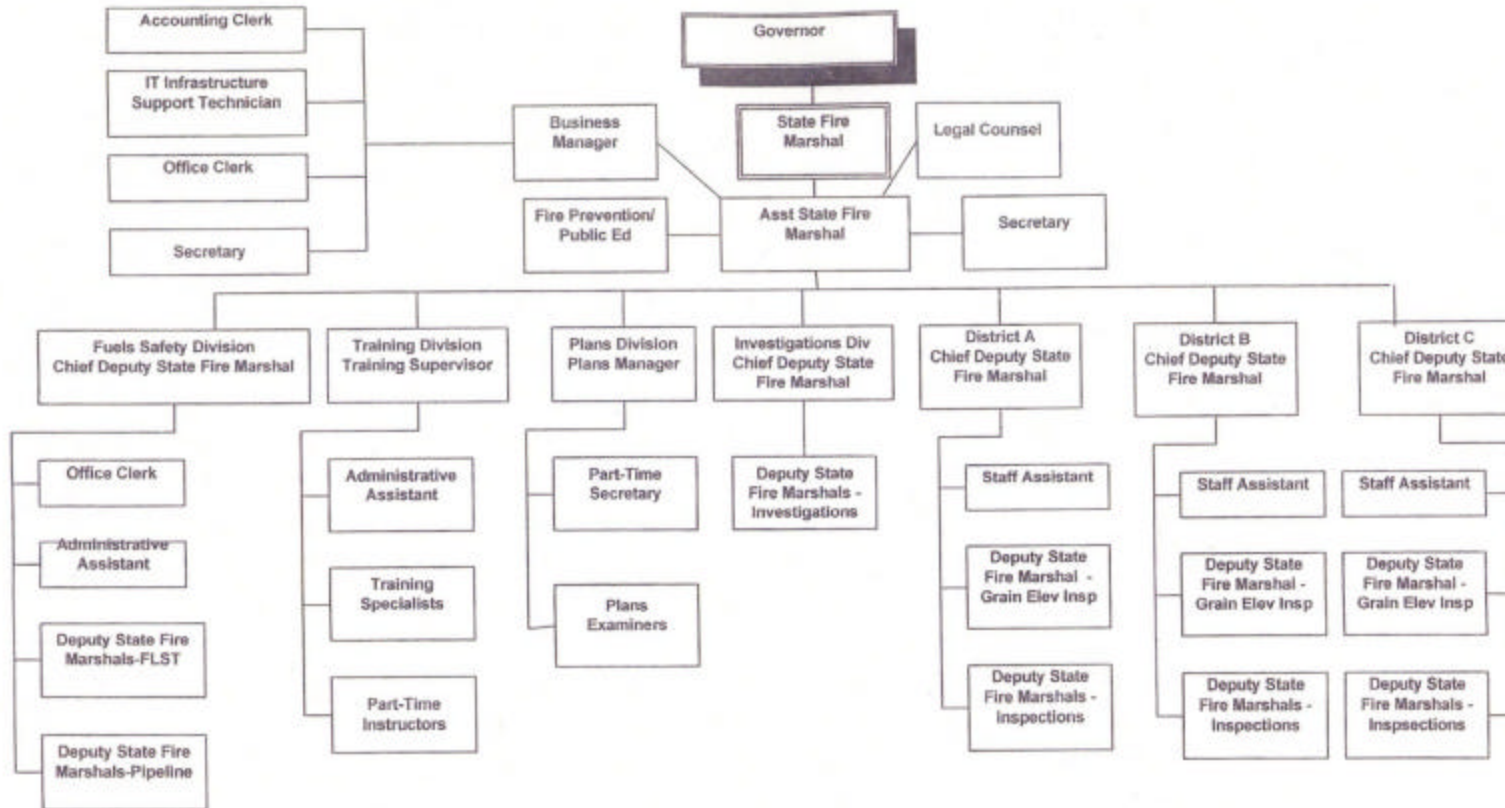 Accounting Clerk
Governor
IT Infrastructure
Support Technician
Business
Manager
State Fire
Marshal
Legal Counsel
Office Clerk
Fire Prevention/
Public Ed
Asst State Fire
Marshal
Secretary
Secretary
Fuels Safety Division
Chief Deputy State Fire Marshal
Training Division
Training Supervisor
Plans Division
Plans Manager
Investigations Div
Chief Deputy State
Fire Marshal
District A
Chief Deputy State
Fire Marshal
District B
Chief Deputy State
Fire Marshal
District C
Chief Deputy State
Fire Marshal
Office Clerk
Administrative
Assistant
Deputy State Fire
Marshals-FLST
Deputy State Fire
Marshals-Pipeline
Administrative
Assistant
Training
Specialists
Part-Time
Instructors
Part-Time
Secretary
Plans
Examiners
Deputy State
Fire Marshals -
Investigations
Staff Assistant
Deputy State
Fire Marshal -
Grain Elev Insp
Deputy State
Fire Marshals -
Inspections
Staff Assistant
Deputy State
Fire Marshal -
Grain Elev Insp
Deputy State
Fire Marshals -
Inspections
Staff Assistant
Deputy State
Fire Marshal -
Grain Elev Insp
Deputy State
Fire Marshals -
Inspsections